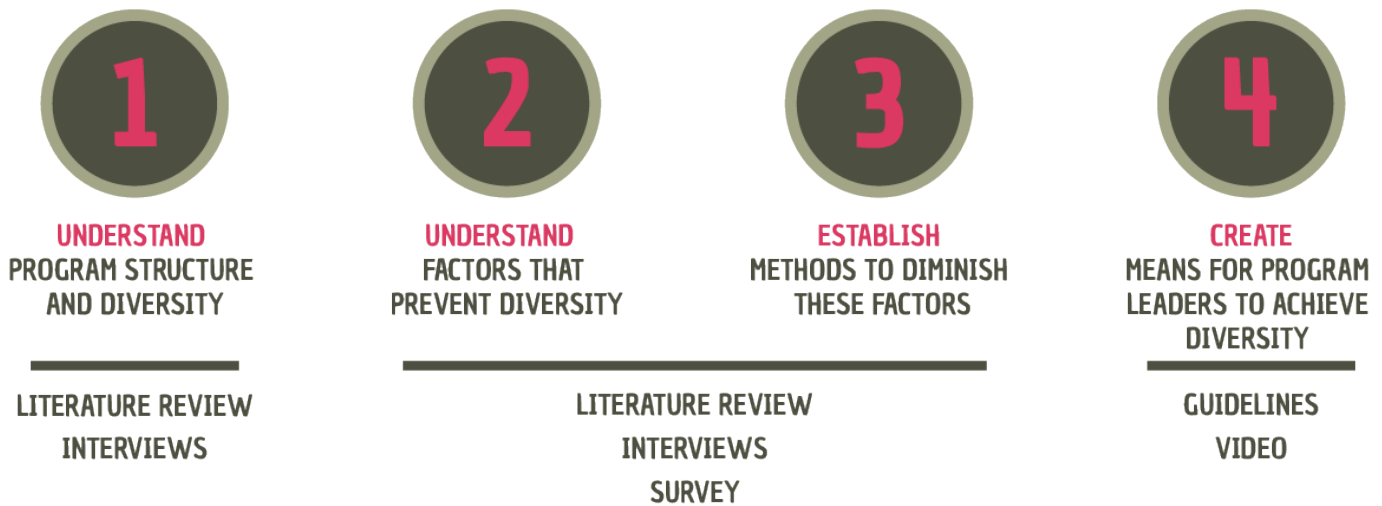 1
UNDERSTAND
PROGRAM STRUCTURE
AND DIVERSITY
LITERATURE REVIEW
INTERVIEWS
2
UNDERSTAND
FACTORS THAT
PREVENT DIVERSITY
3
ESTABLISH
METHODS TO DIMINISH
THESE FACTORS
LITERATURE REVIEW
INTERVIEWS
SURVEY
4
CREATE
MEANS FOR PROGRAM
LEADERS TO ACHIEVE
DIVERSITY
GUIDELINES
VIDEO